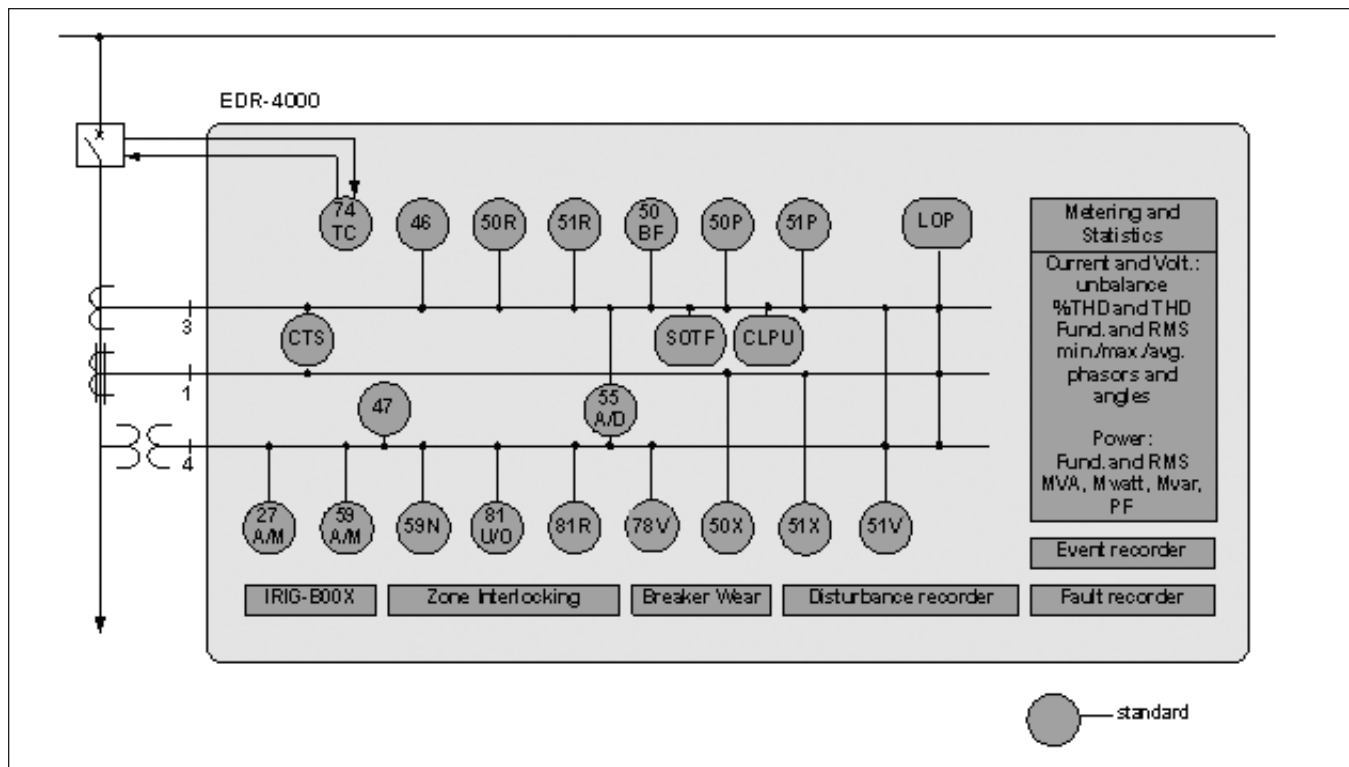 EDR-4000
74
TC
46
50R
51R
50
BF
50P
51P
LOP
3
CTS
SOTF
CLPU
1
47
55
A/D
4
27
A/M
59
A/M
59N
81
U/O
81R
78V
50X
51X
51V
IRIG-B00X
Zone Interlocking
Breaker Wear
Disturbance recorder
Metering and
Statistics
Current and Volt.:
unbalance
%THD and THD
Fund. and RMS
min./max./avg.
phasors and
angles
Power:
Fund. and RMS
MVA, Mwatt, Mvar,
PF
Event recorder
Fault recorder
standard